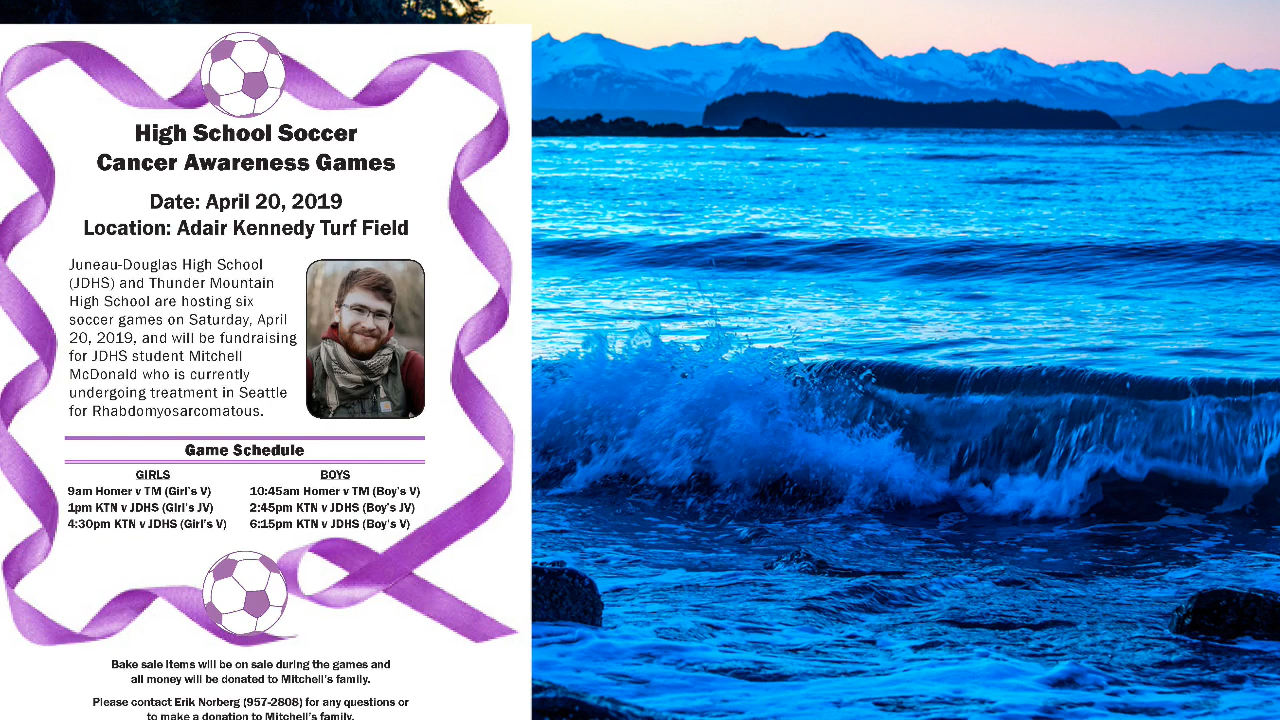 High School Soccer
Cancer Awareness Games
Date: April 20, 2019
Location: Adair Kennedy Turf Field
Juneau-Douglas High School
(JDHS) and Thunder Mountain
High School are hosting six
soccer games on Saturday, April
20, 2019, and will be fundraising
for JDHS student Mitchell
McDonald who is currently
undergoing treatment in Seattle
for Rhabdomyosarcomatous.
Game Schedule
GIRLS
9am Homer v TM (Girl's V)
1pm KTN v JDHS (Girl's JV)
4:30pm KTN v JDHS (Girl's V)
BOYS
10:45am Homer v TM (Boy's V)
2:45pm KTN v JDHS (Boy's JV)
6:15pm KTN v JDHS (Boy's V)
Bake sale items will be on sale during the games and
all money will be donated to Mitchell's family.
Please contact Erik Norberg (957-2808) for any questions or
to make a donation to Mitchell's family.